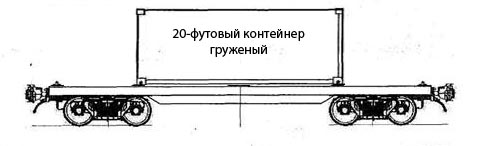 20-футовый контейнер
груженый